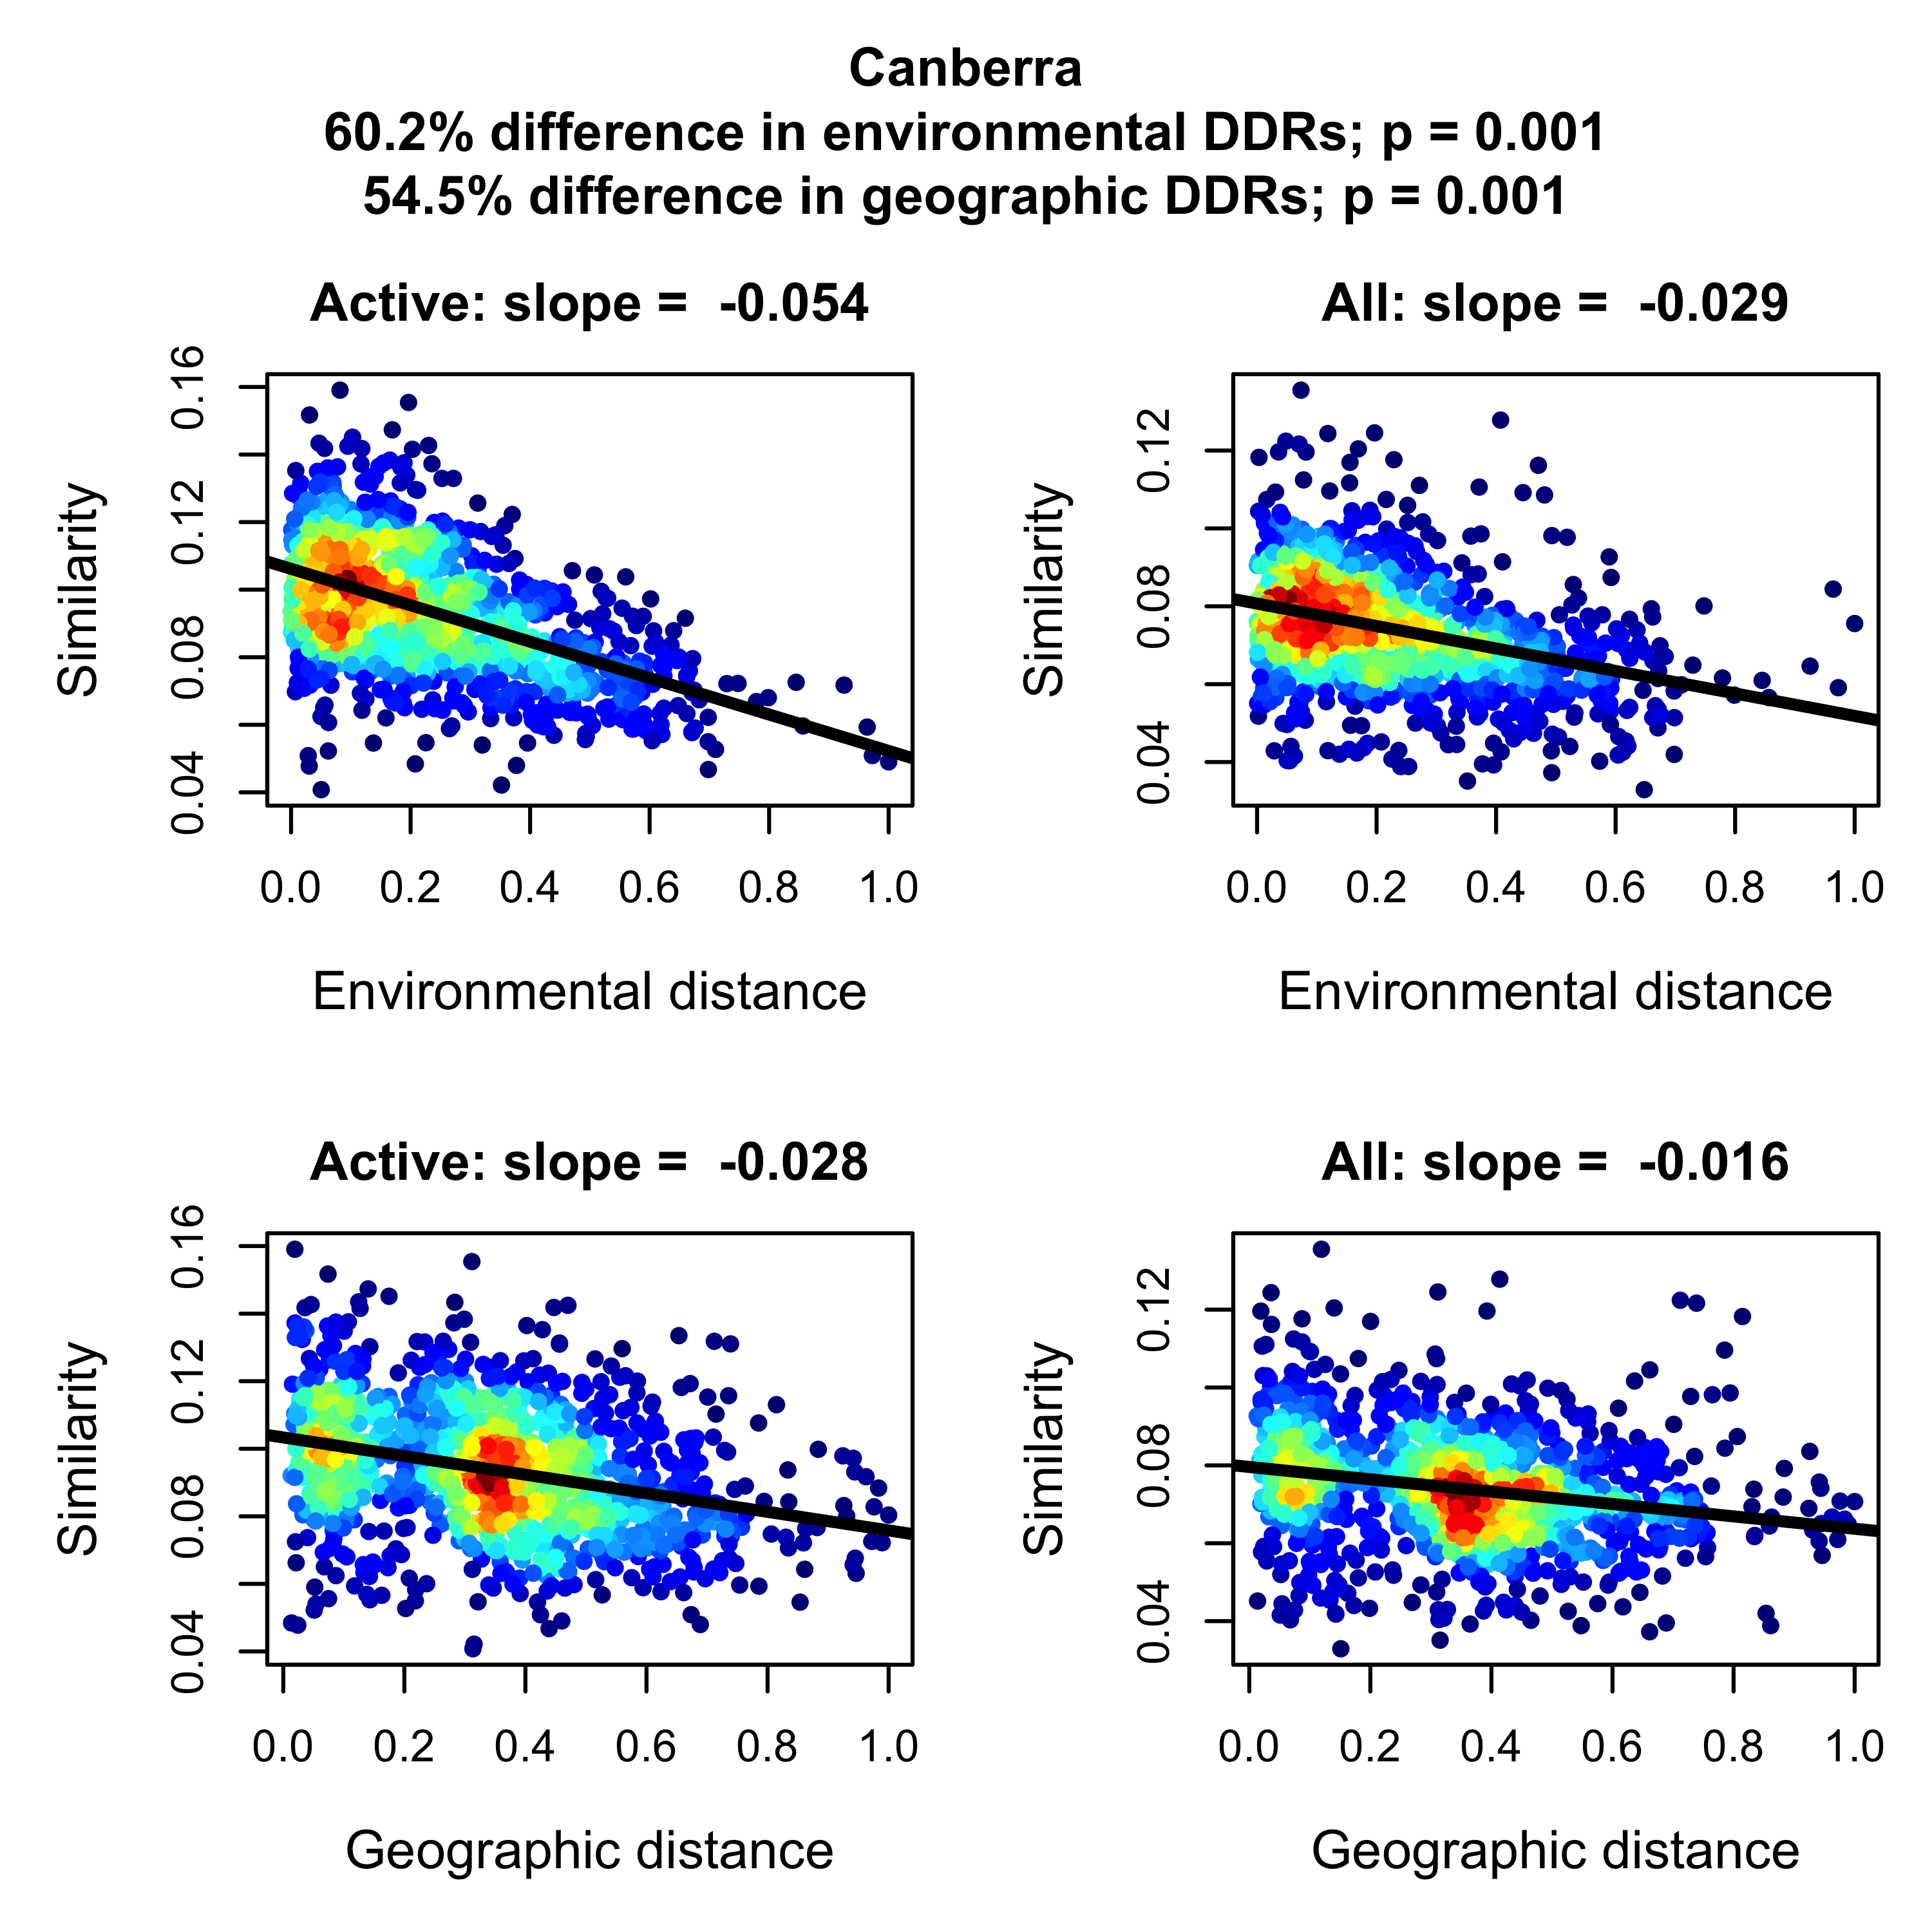 Canberra
60.2% difference in environmental DDRs; p = 0.001
54.5% difference in geographic DDRs; p = 0.001
Active: slope =  -0.054
Similarity
0.04 0.08 0.12 0.16
0.0 0.2 0.4 0.6 0.8 1.0
Environmental distance
All: slope =  -0.029
Similarity
0.04 0.08 0.12
0.0 0.2 0.4 0.6 0.8 1.0
Environmental distance
Active: slope =  -0.028
Similarity
0.04 0.08 0.12 0.16
0.0 0.2 0.4 0.6 0.8 1.0
Geographic distance
All: slope =  -0.016
Similarity
0.04 0.08 0.12
0.0 0.2 0.4 0.6 0.8 1.0
Geographic distance